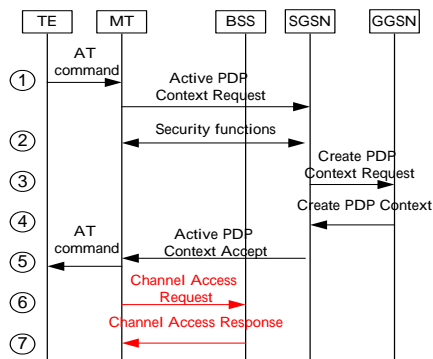 TE MT BSS SGSN GGSN
AT
command
1
Active PDP
Context Request
2
Security functions
Create PDP
3
Context Request
4
Create PDP Context
AT
command
Active PDP
Context Accept
5
Channel Access
6
Request
Channel Access Response
7